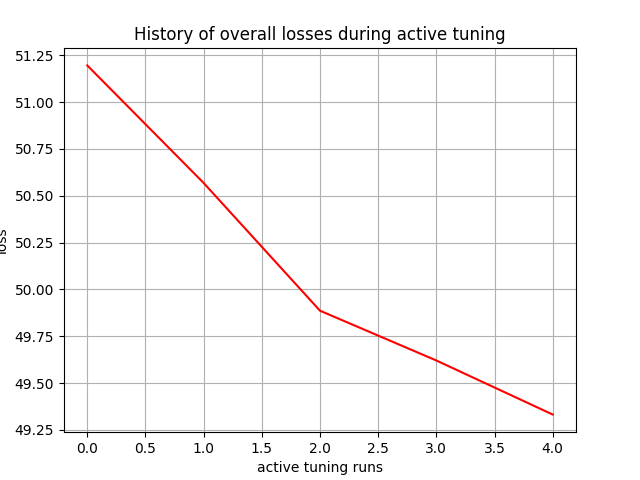 History of overall losses during active tuning
51.25
51.00
50.75
50.50
50.25
50.00
49.75
49.50
49.25
loss
0.0 0.5 1.0 1.5 2.0 2.5 3.0 3.5 4.0
active tuning runs